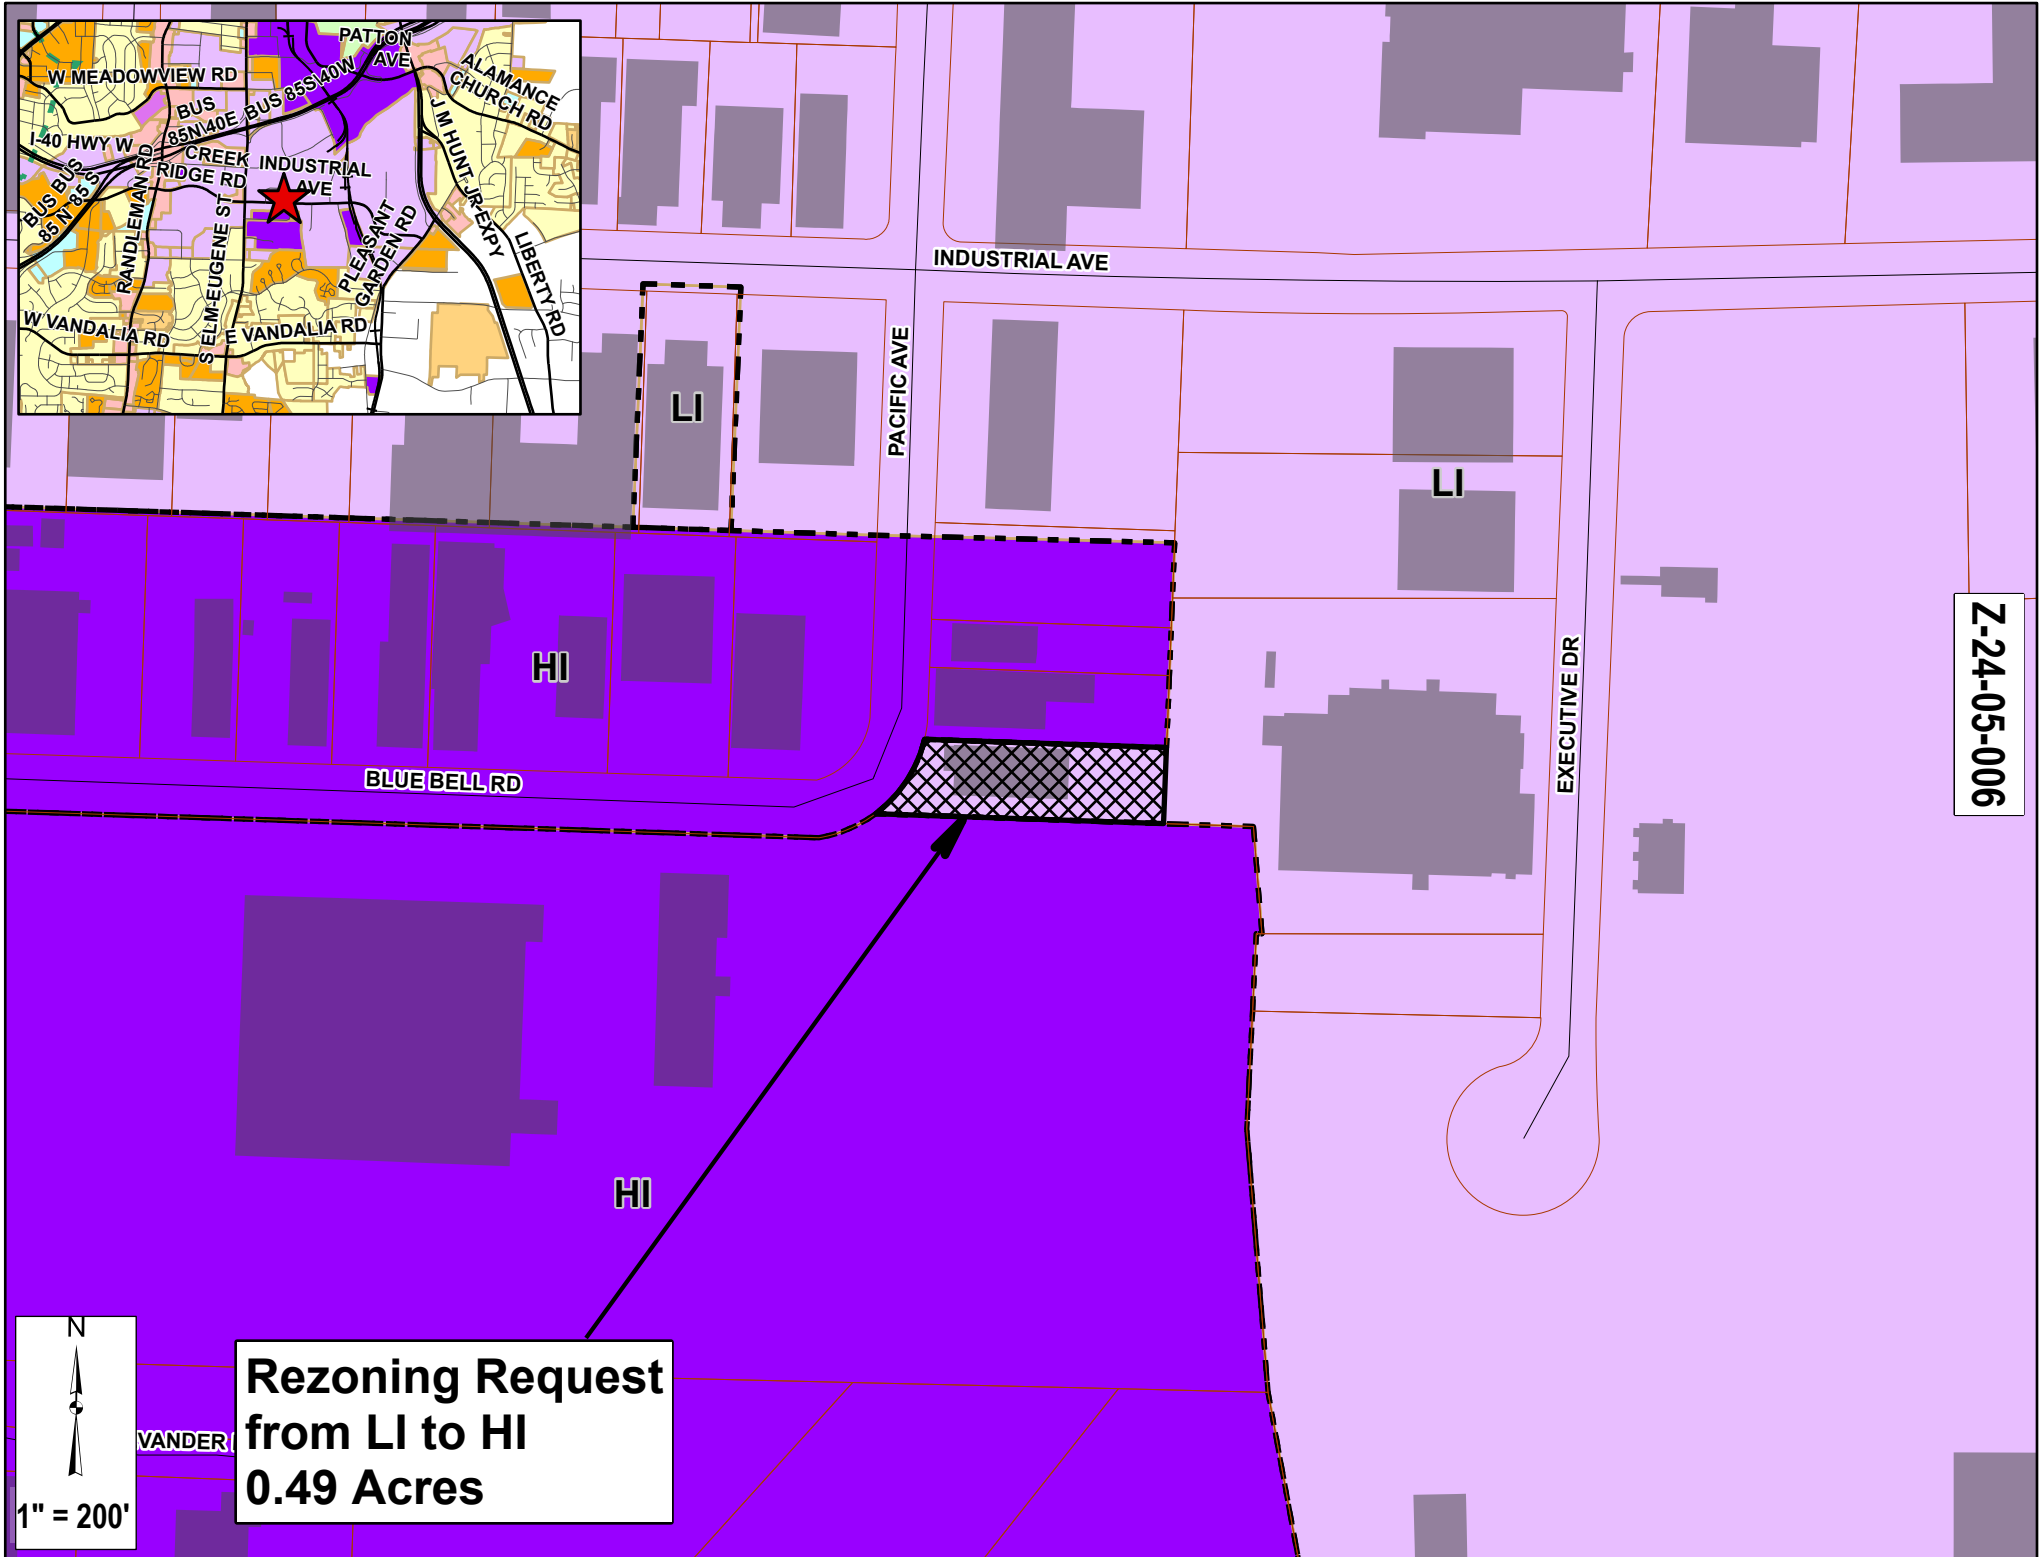 PATTON
AVE
W MEADOWVIEW RD
ALAMANCE
CHURCH RD
BUS
85N\40E
BUS 85S\40W
I-40 HWY W
J M HUNT JR EXPY
CREEK
RIDGE RD
INDUSTRIAL
AVE
BUS BUS
85 N 85 S
RANDLEMAN RD
S ELM-EUGENE ST
PLEASANT
GARDEN RD
LIBERTY RD
W VANDALIA RD
E VANDALIA RD
INDUSTRIAL AVE
PACIFIC AVE
LI
LI
EXECUTIVE DR
Z-24-05-006
HI
BLUE BELL RD
HI
N
1" = 200'
VANDER
Rezoning Request
from LI to HI
0.49 Acres